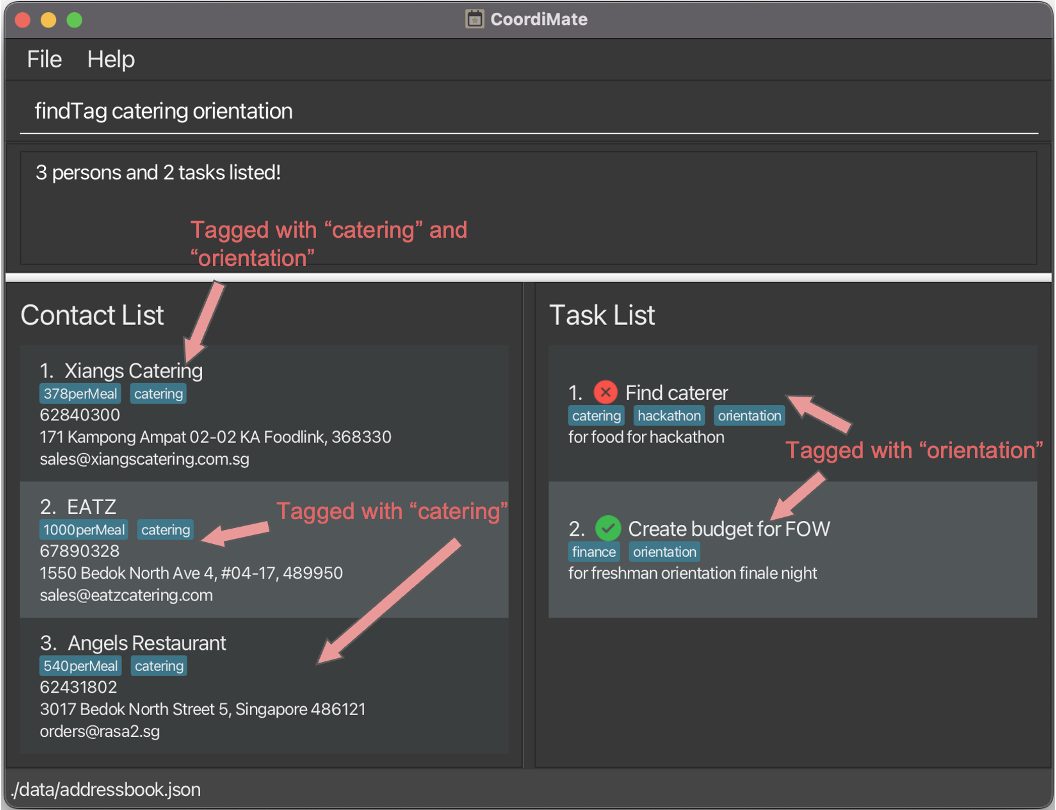 CoordiMate
File Help
findTag catering orientation
3 persons and 2 tasks listed!
Tagged with “catering” and
“orientation”
Contact List
1. Xiangs Catering
378perMeal catering
62840300
171 Kampong Ampat 02-02 KA Foodlink, 368330
sales@xiangscatering.com.sg
2. EATZ
1000perMeal catering
67890328
1550 Bedok North Ave 4, #04-17, 489950
sales@eatzcatering.com
Tagged with “catering”
3. Angels Restaurant
540perMeal catering
62431802
3017 Bedok North Street 5, Singapore 486121
orders@rasa2.sg
Task List
1. Find caterer
catering hackathon orientation
for food for hackathon
Tagged with “orientation”
2. Create budget for FOW
finance orientation
for freshman orientation finale night
./data/addressbook.json